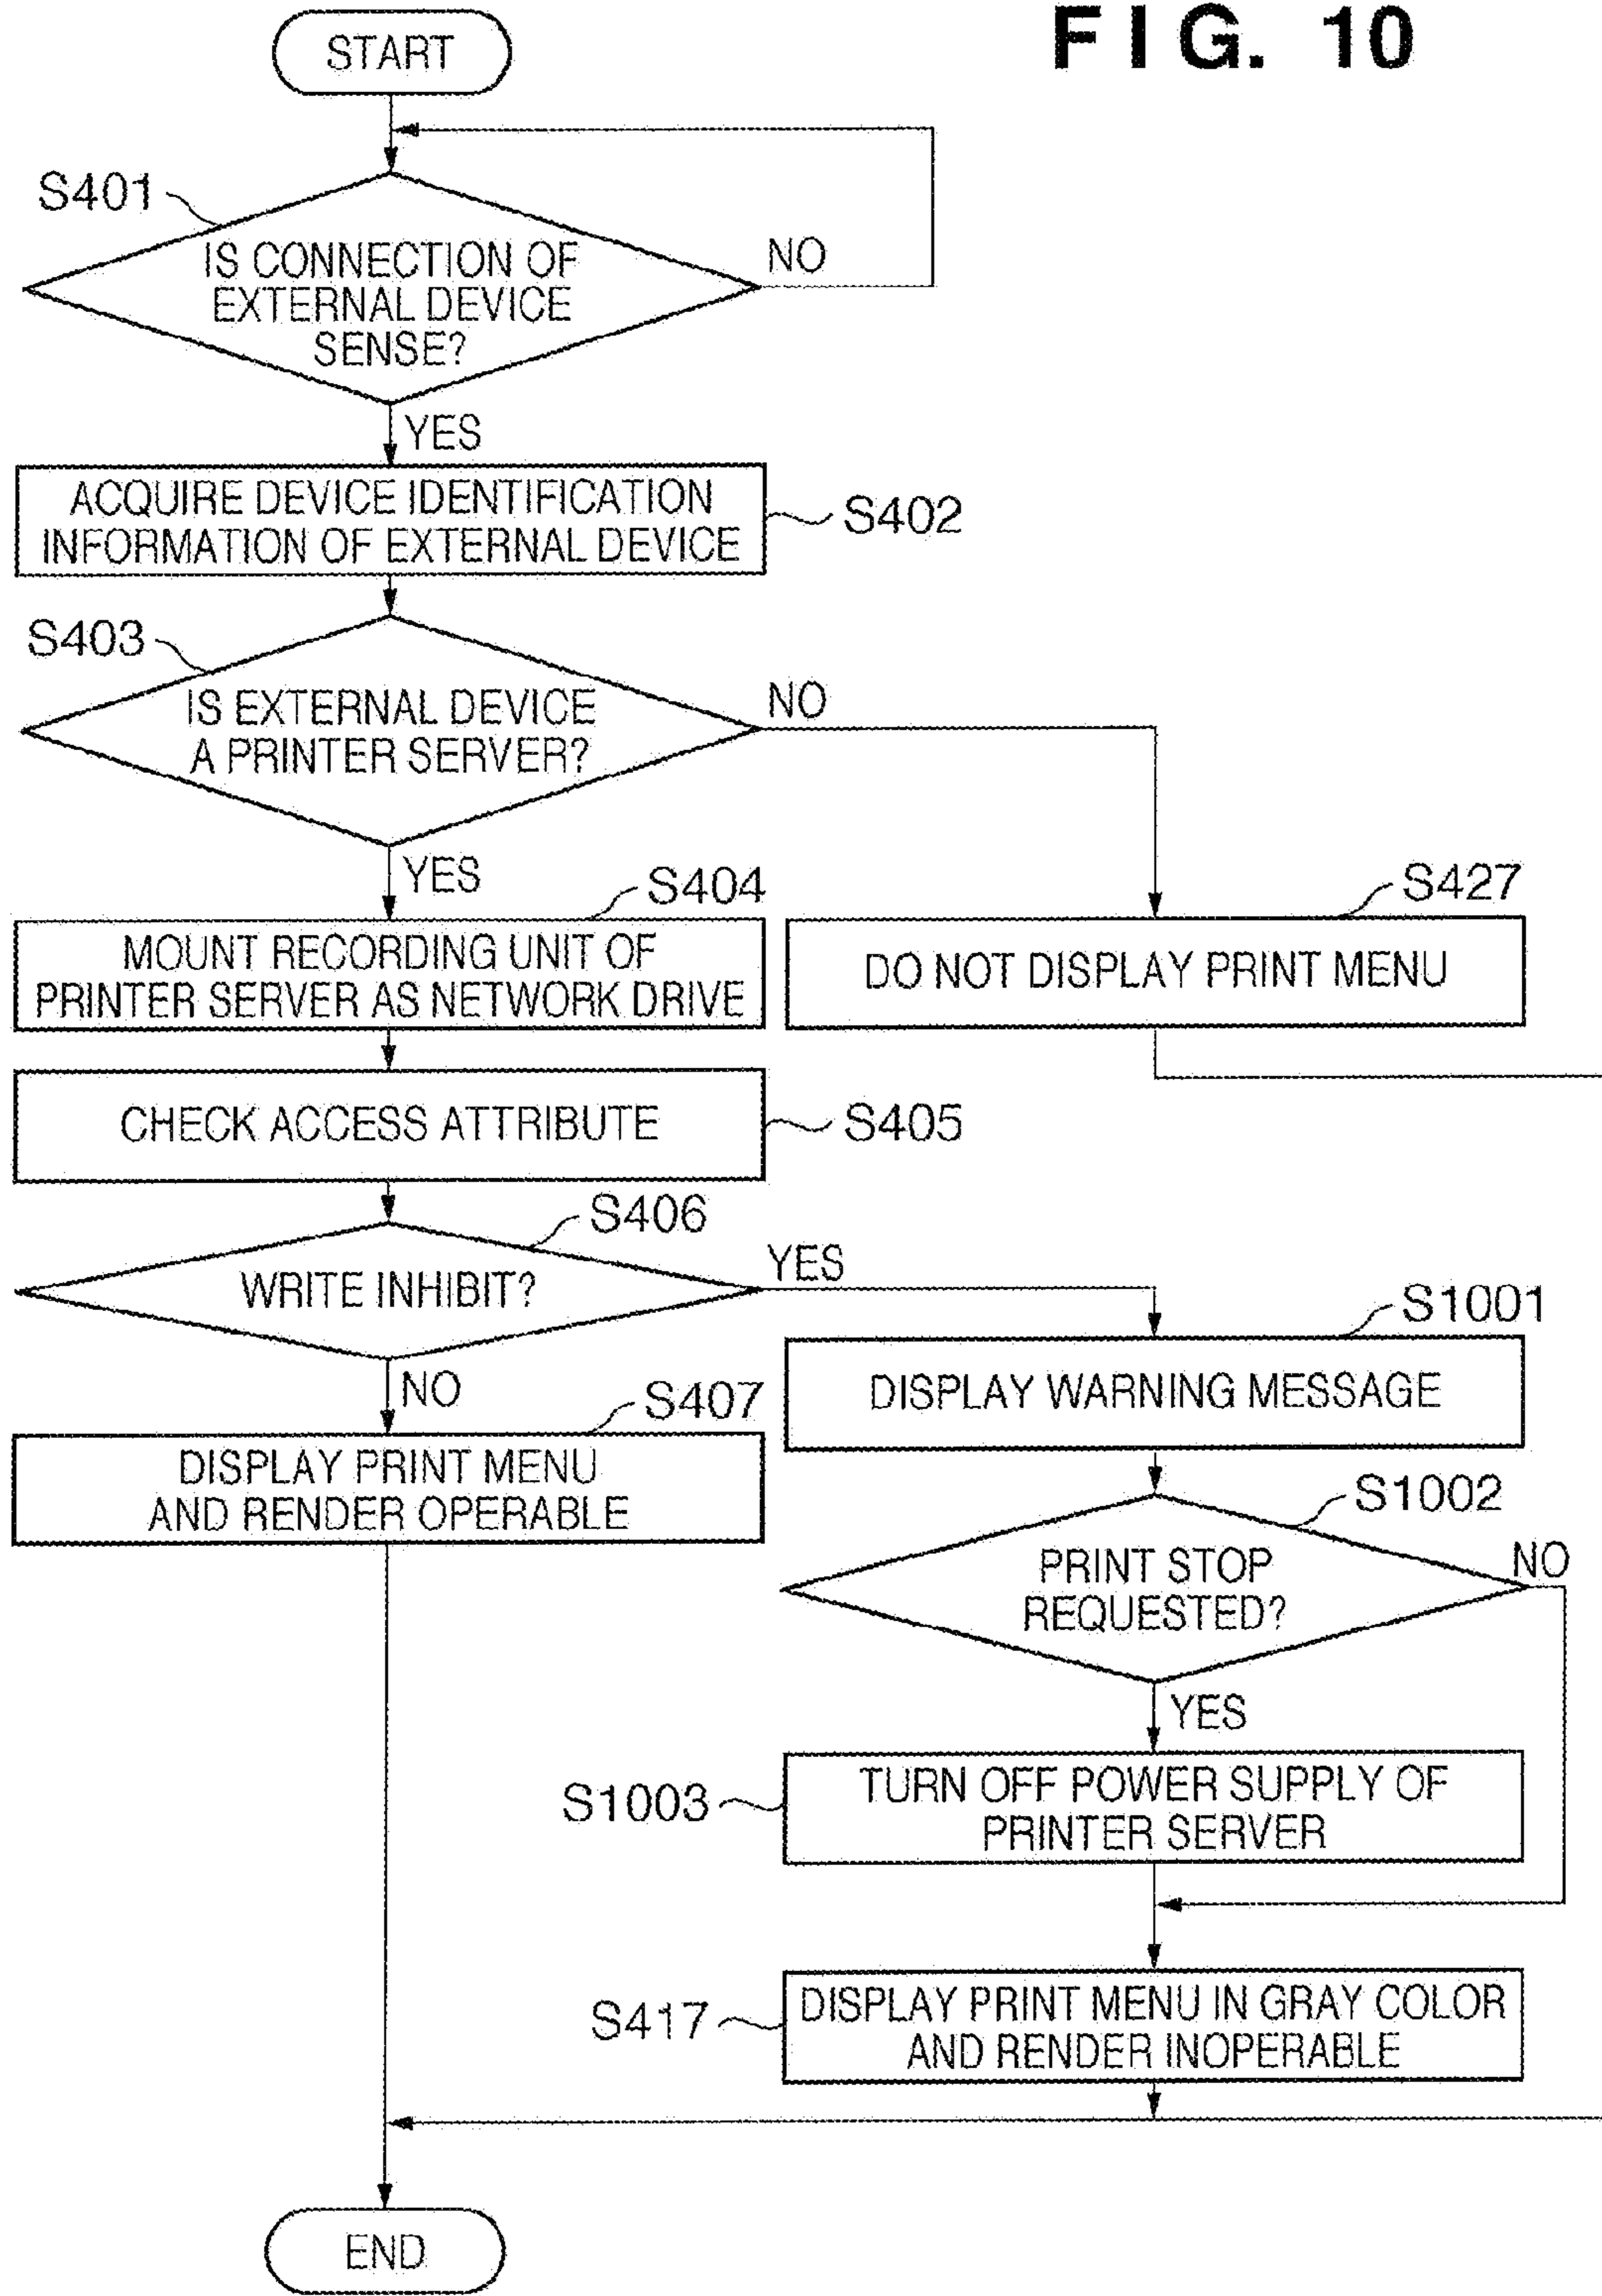 FIG. 10
START
S401
IS CONNECTION OF
EXTERNAL DEVICE
SENSE?
NO
YES
ACQUIRE DEVICE IDENTIFICATION
INFORMATION OF EXTERNAL DEVICE
S402
S403
IS EXTERNAL DEVICE
A PRINTER SERVER?
NO
YES
S404
MOUNT RECORDING UNIT OF
PRINTER SERVER AS NETWORK DRIVE
S427
DO NOT DISPLAY PRINT MENU
CHECK ACCESS ATTRIBUTE
S405
S406
WRITE INHIBIT?
YES
NO
S407
DISPLAY PRINT MENU
AND RENDER OPERABLE
S1001
DISPLAY WARNING MESSAGE
S1002
PRINT STOP
REQUESTED?
NO
YES
S1003
TURN OFF POWER SUPPLY OF
PRINTER SERVER
S417
DISPLAY PRINT MENU IN GRAY COLOR
AND RENDER INOPERABLE
END